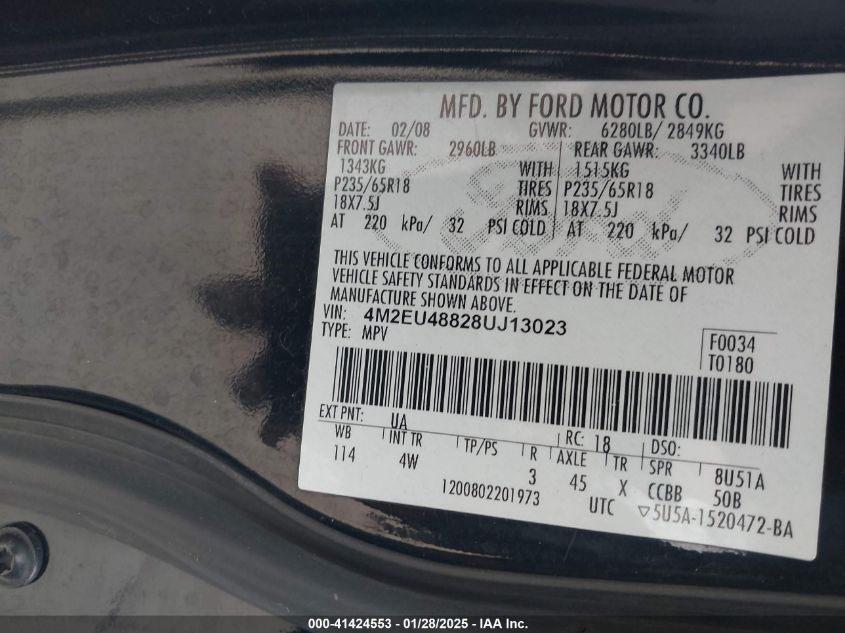 MFD. BY FORD MOTOR CO.
DATE: 02/08 GVWR: 6280LB/ 2849KG
FRONT GAWR: 2960LB REAR GAWR: 3340LB
1343KG WITH 1515KG WITH
P235/65R18 TIRES P235/65R18 TIRES
18X7.5J RIMS 18X7.5J RIMS
AT 220 kPa/ 32 PSI COLD AT 220 kPa/ 32 PSI COLD
THIS VEHICLE CONFORMS TO ALL APPLICABLE FEDERAL MOTOR
VEHICLE SAFETY STANDARDS IN EFFECT ON THE DATE OF
MANUFACTURE SHOWN ABOVE.
VIN: 4M2EU48828UJ13023
TYPE: MPV
F0034
T0180
EXT PNT: UA RC: 18 DSO:
WB INT TR TP/PS R AXLE TR SPR 8U51A
114 4W 3 45 X CCBB 50B
1200802201973 UTC ▽5U5A-1520472-BA
000-41424553 — 01/28/2025 - IAA Inc.